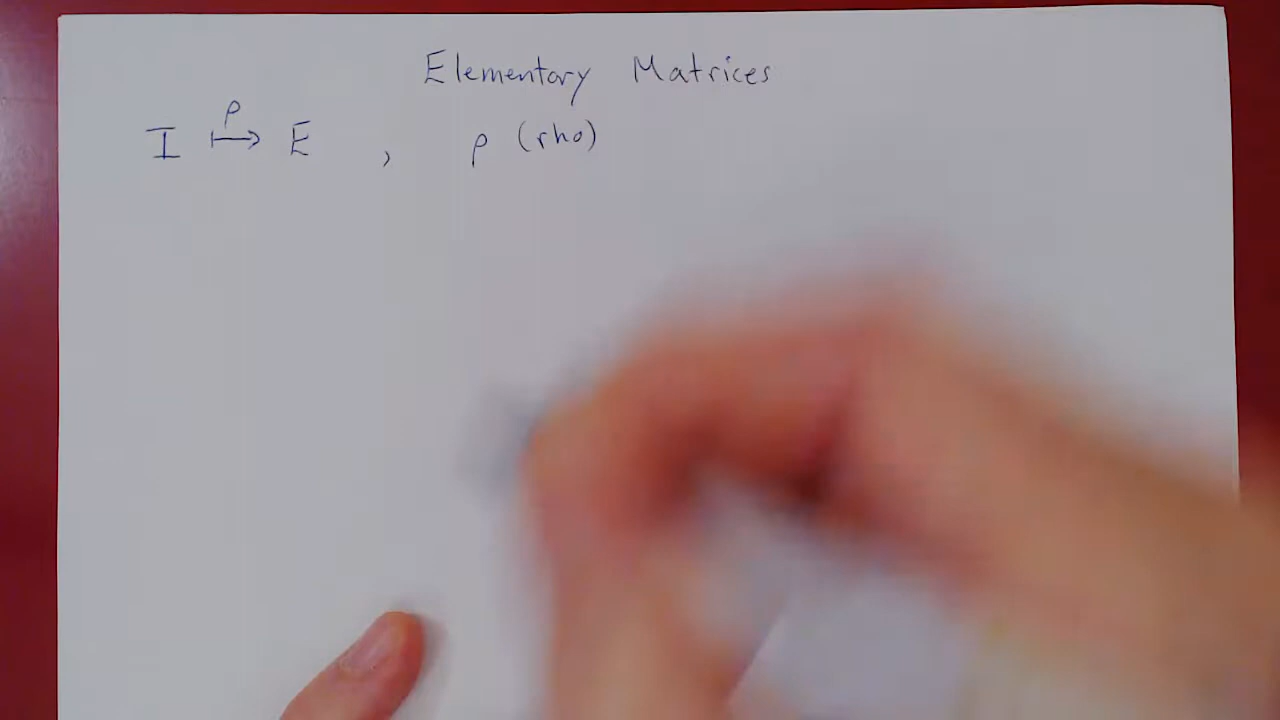 Elementary Matrices
I ρ↦ E , ρ (rho)